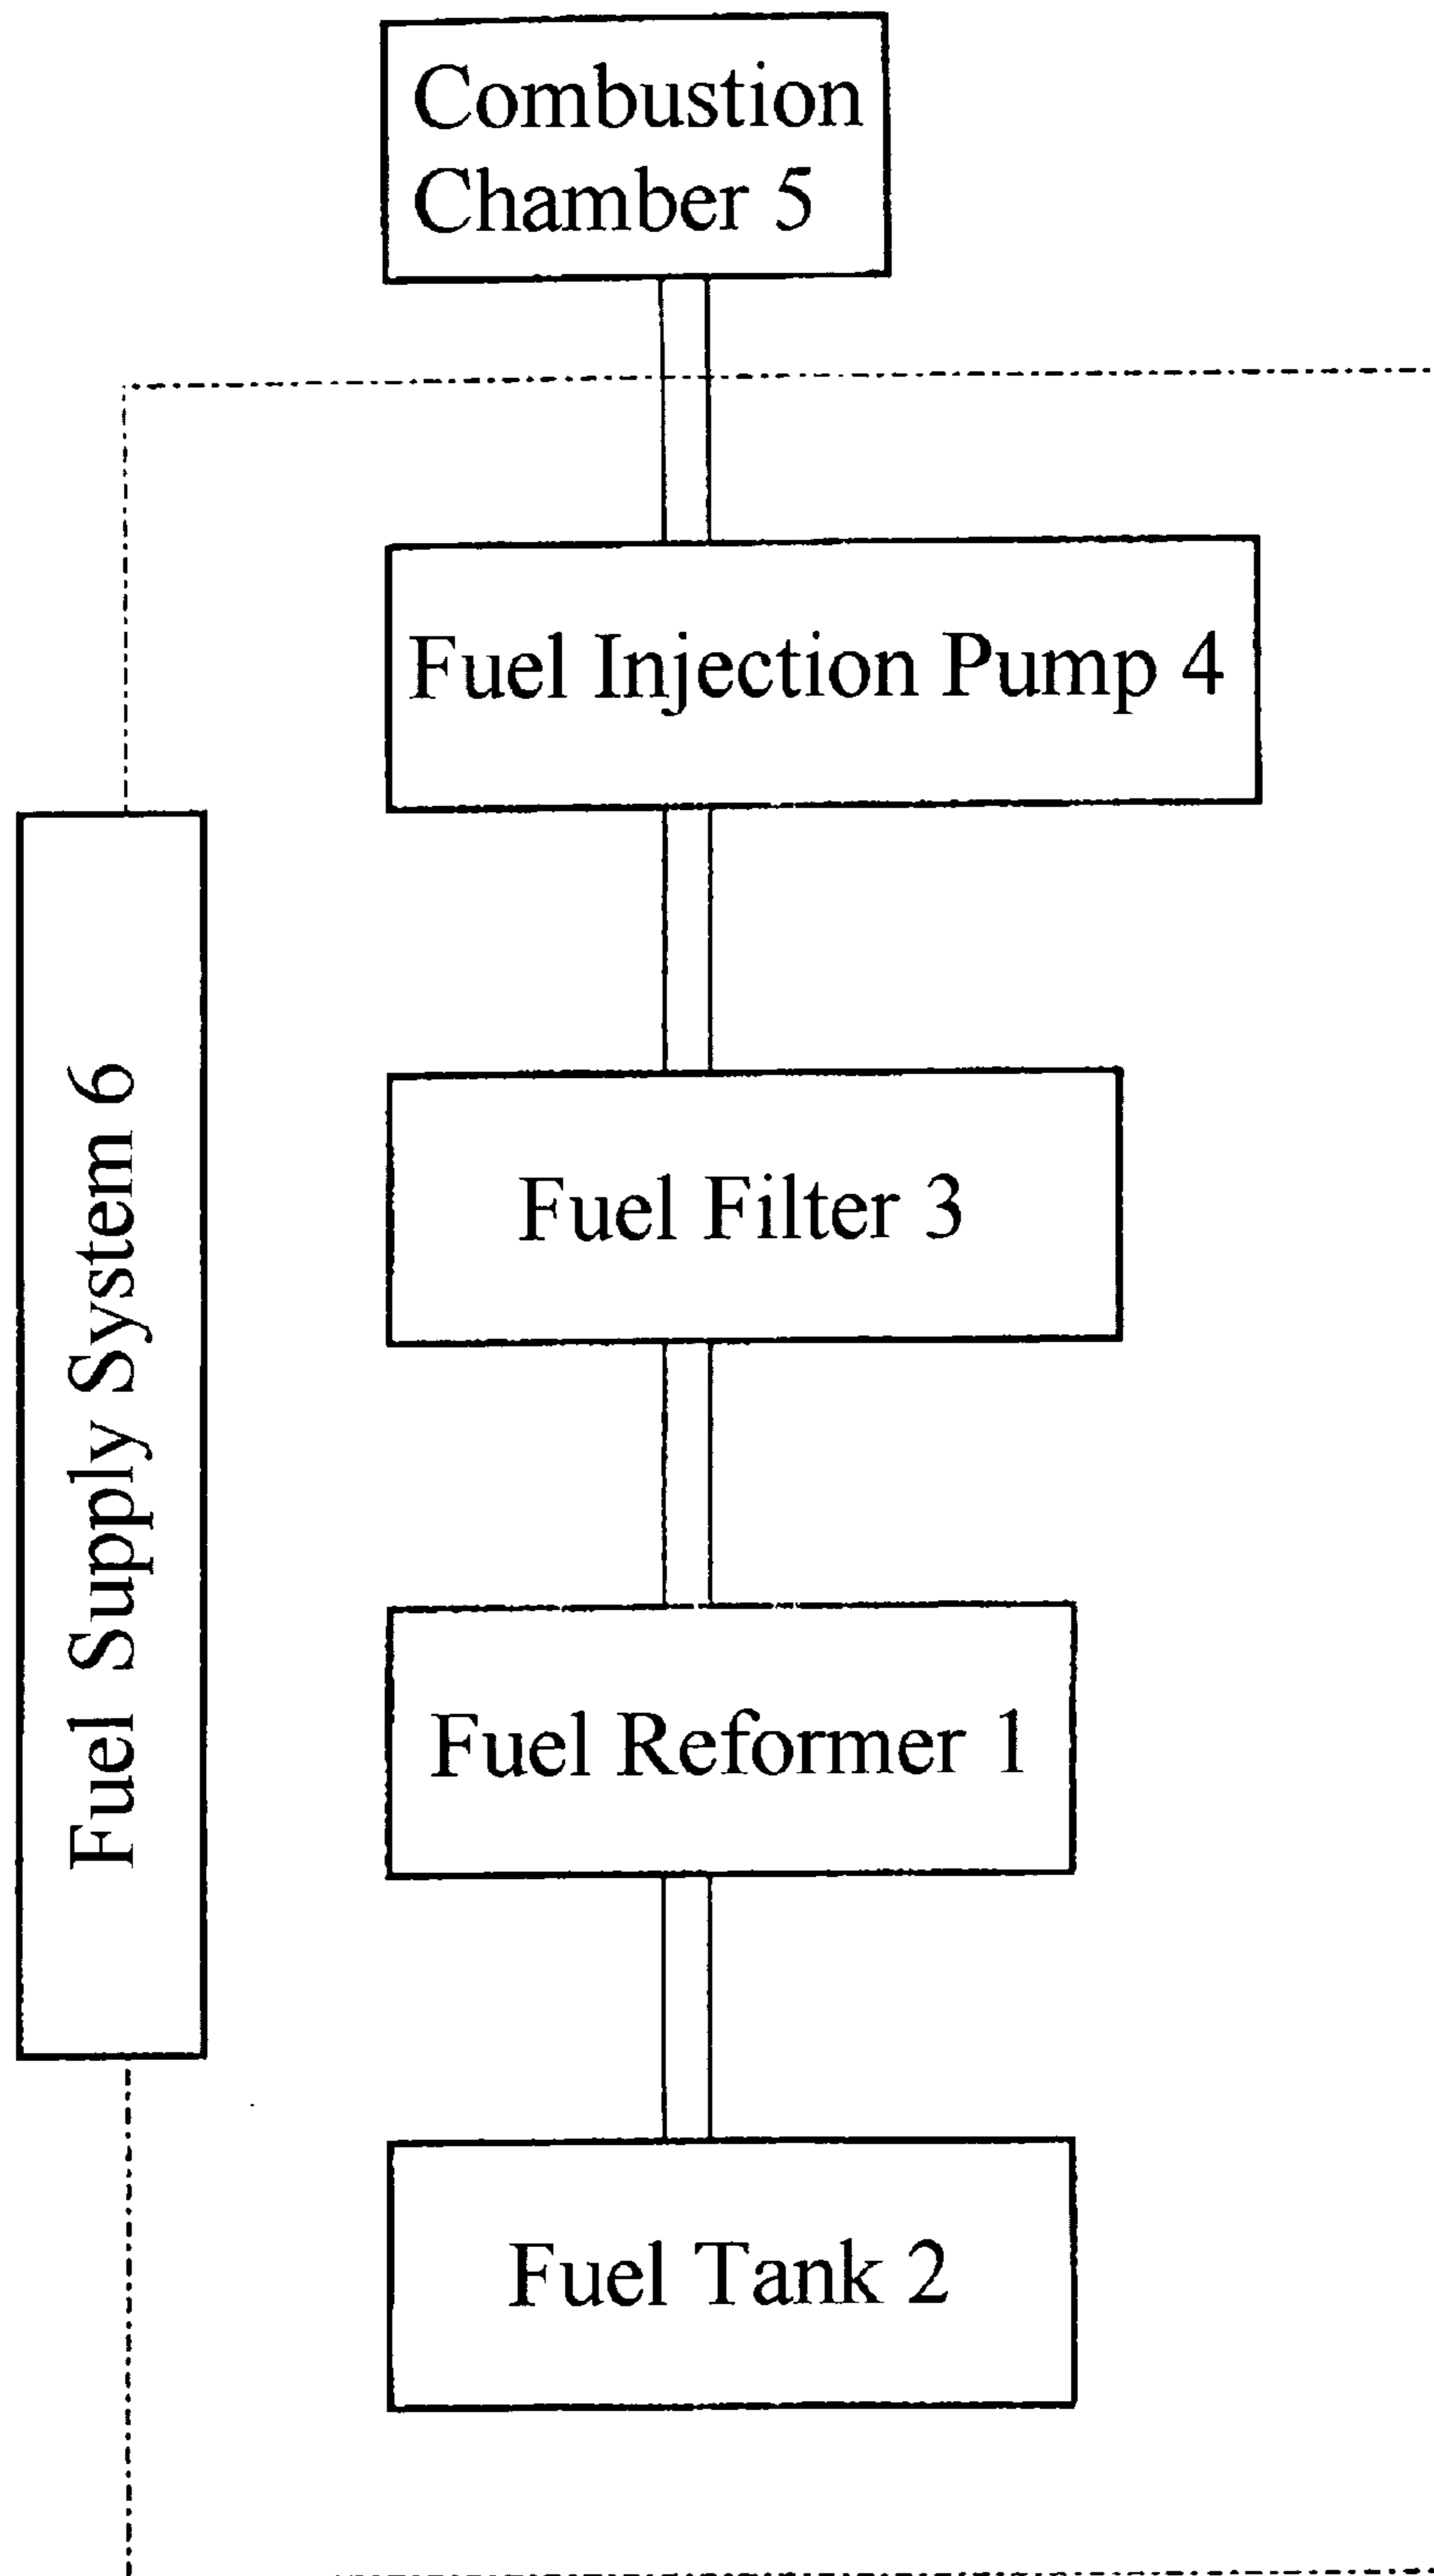 Combustion
Chamber 5
Fuel Injection Pump 4
Fuel Filter 3
Fuel Reformer 1
Fuel Tank 2
Fuel Supply System 6